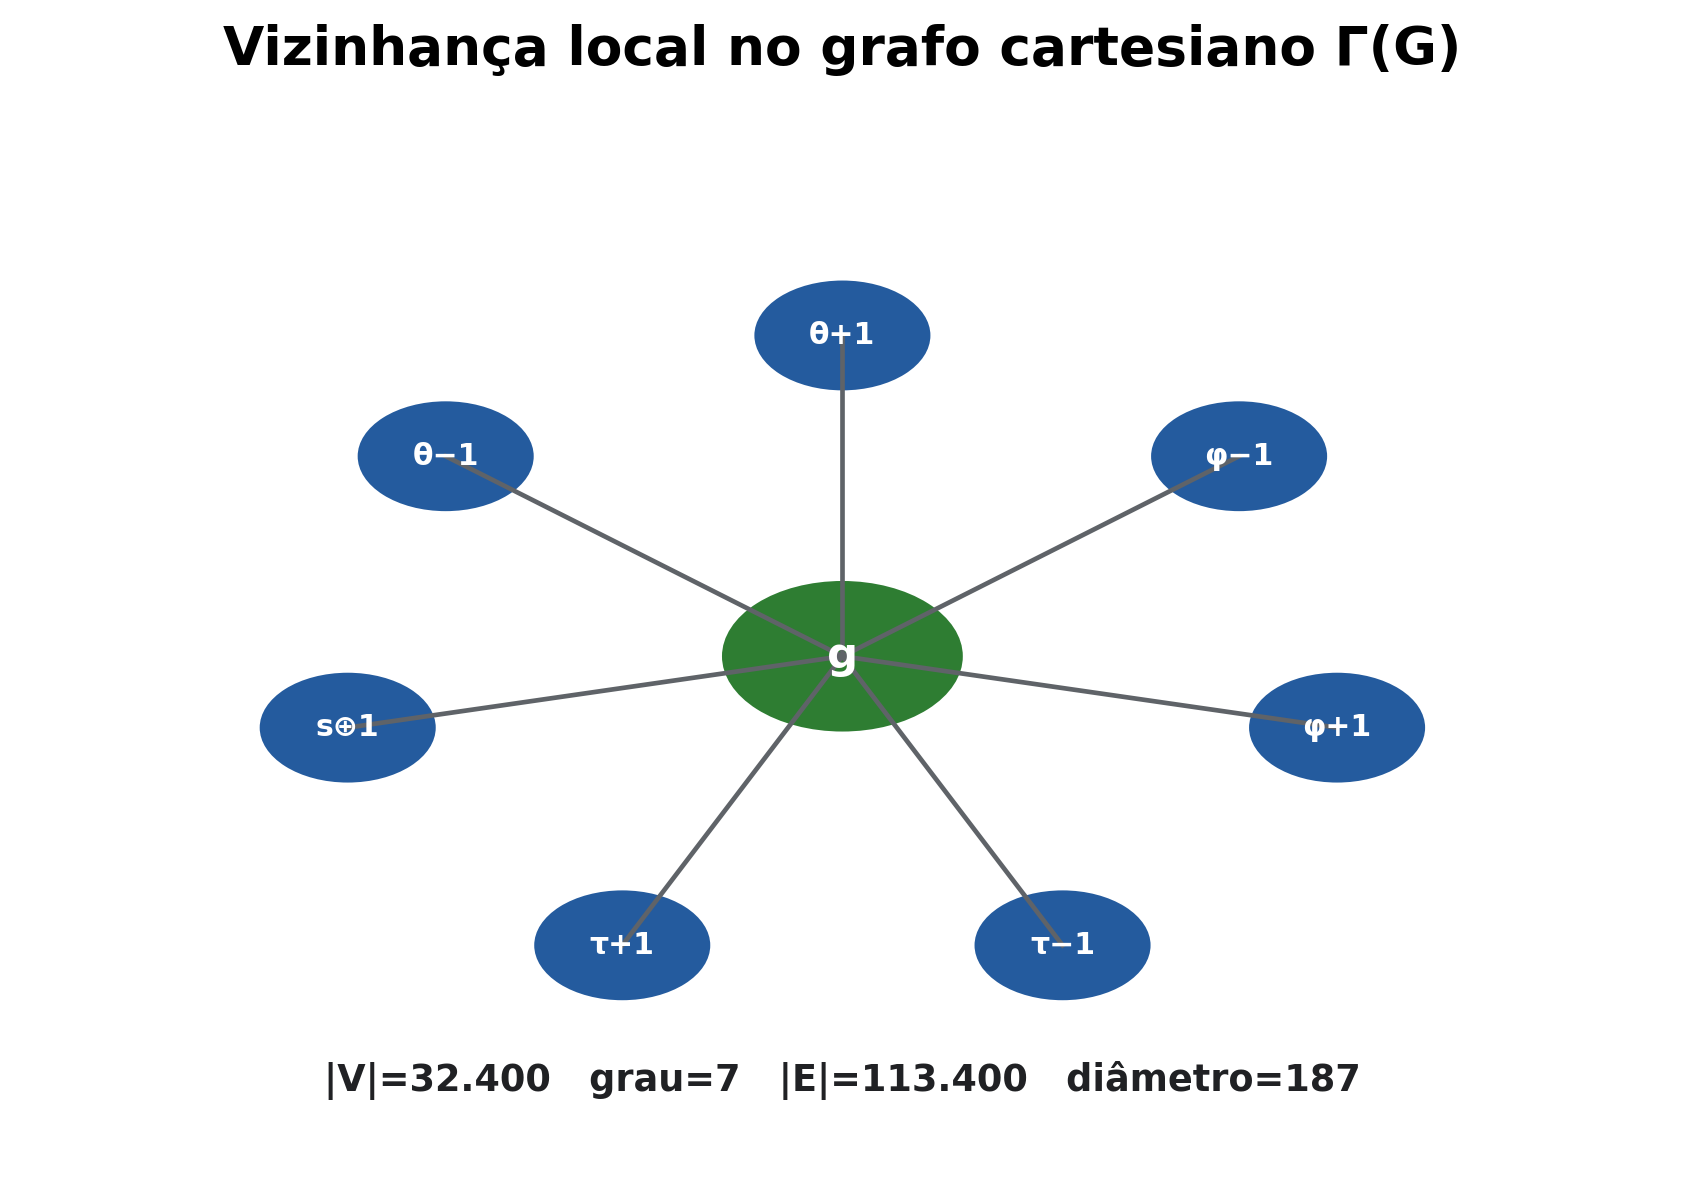 Vizinhança local no grafo cartesiano Γ(G)
θ+1
θ−1
φ−1
g
s⊕1
φ+1
τ+1
τ−1
|V|=32.400 grau=7 |E|=113.400 diâmetro=187